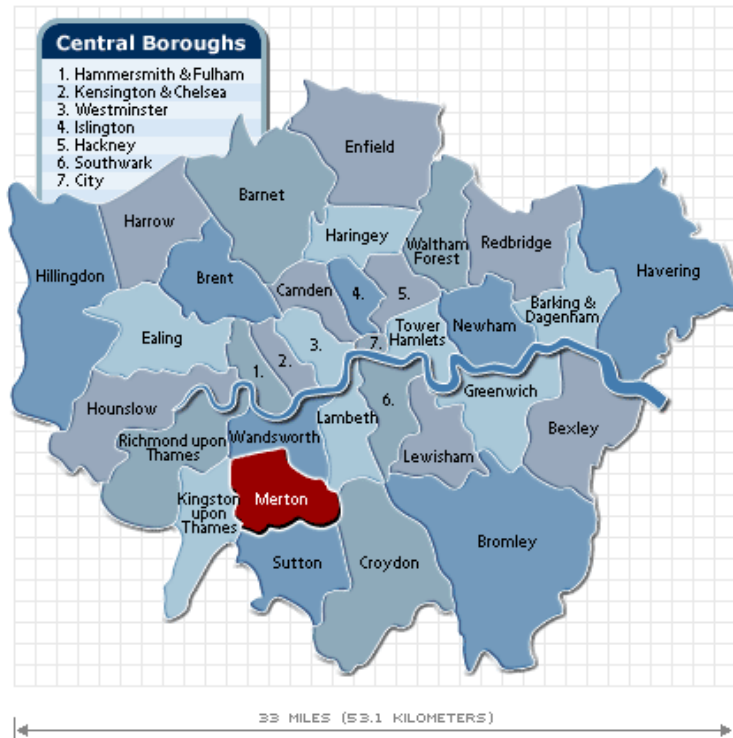 Central Boroughs
1. Hammersmith & Fulham
2. Kensington & Chelsea
3. Westminster
4. Islington
5. Hackney
6. Southwark
7. City
Enfield
Barnet
Harrow
Haringey
Waltham
Forest
Redbridge
Havering
Hillingdon
Brent
Camden
4.
5.
Barking &
Dagenham
Ealing
Tower
Hamlets
Newham
3.
7.
2.
1.
Greenwich
Hounslow
6.
Lambeth
Bexley
Richmond upon
Thames
Wandsworth
Lewisham
Kingston
upon
Thames
Merton
Bromley
Sutton
Croydon
33 MILES (53.1 KILOMETERS)